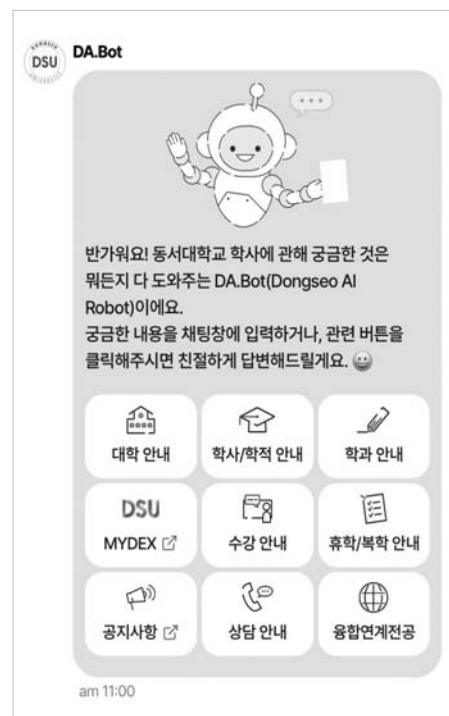 DSU
DA.Bot
반가워요! 동서대학교 학사에 관해 궁금한 것은
뭐든지 다 도와주는 DA.Bot(Dongseo AI
Robot)이에요.
궁금한 내용을 채팅창에 입력하거나, 관련 버튼을
클릭해주시면 친절하게 답변해드릴게요.
대학 안내
학사/학적 안내
학과 안내
DSU
MYDEX
수강 안내
휴학/복학 안내
공지사항
상담 안내
융합연계전공
am 11:00